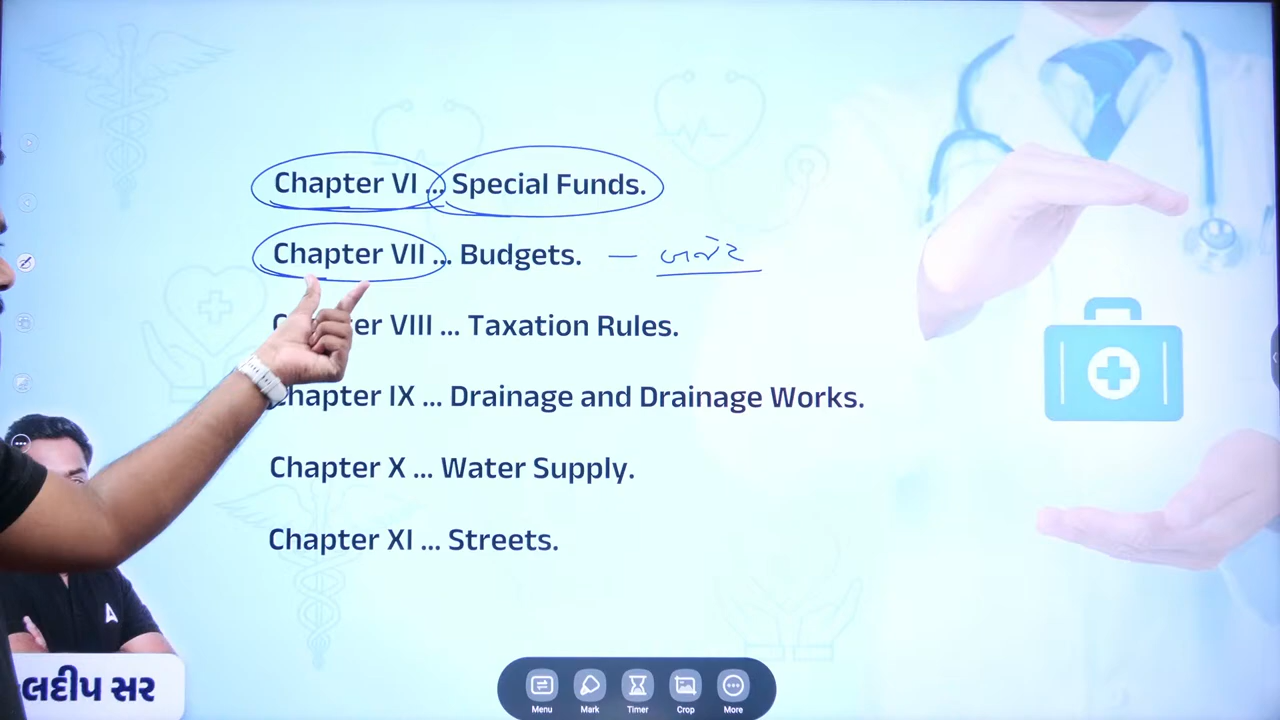 Chapter VI ... Special Funds.
Chapter VII ... Budgets. — બજેટ
er VIII ... Taxation Rules.
Chapter IX ... Drainage and Drainage Works.
Chapter X ... Water Supply.
Chapter XI ... Streets.
A
લદીપ સર
Menu Mark Timer Crop More